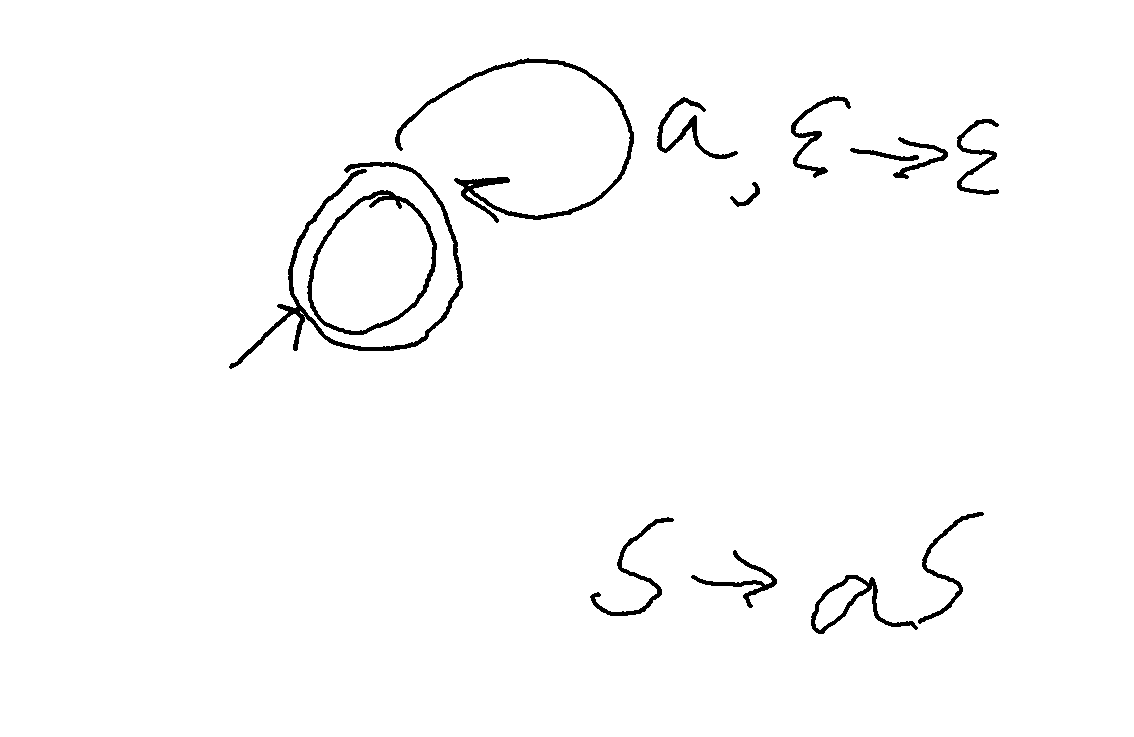 a, ε → ε
S → aS